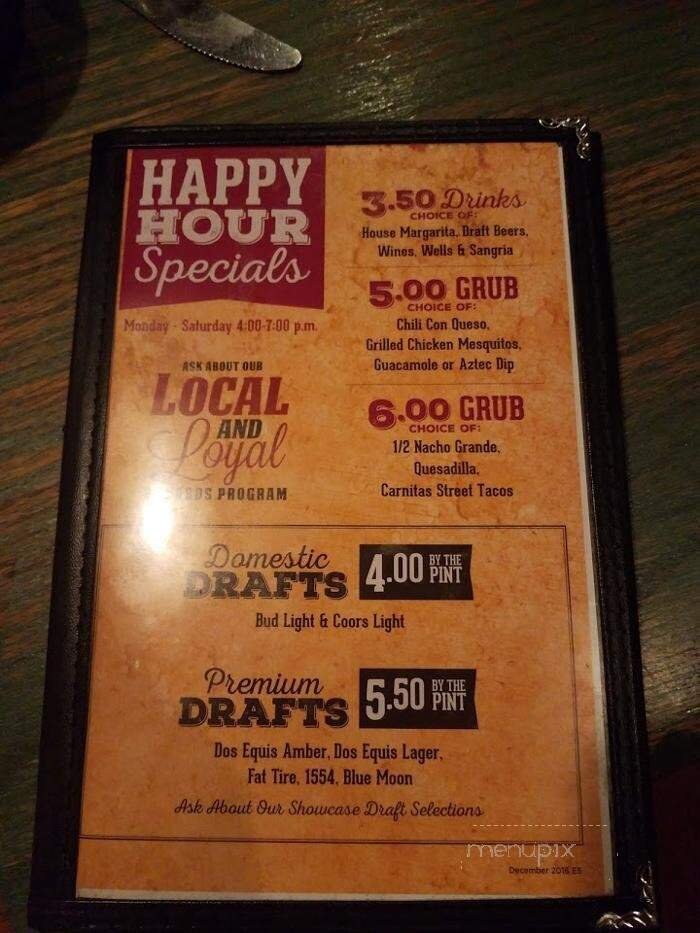 HAPPY
HOUR
Specials
Monday - Saturday 4:00-7:00 p.m.
ASK ABOUT OUR
LOCAL
AND
Loyal
PROGRAM
3.50 Drinks
CHOICE OF:
House Margarita, Draft Beers,
Wines, Wells & Sangria
5.00 GRUB
CHOICE OF:
Chili Con Queso,
Grilled Chicken Mesquitos,
Guacamole or Aztec Dip
6.00 GRUB
CHOICE OF:
1/2 Nacho Grande,
Quesadilla,
Carnitas Street Tacos
Domestic
DRAFTS
4.00 BY THE
PINT
Bud Light & Coors Light
Premium
DRAFTS
5.50 BY THE
PINT
Dos Equis Amber, Dos Equis Lager,
Fat Tire, 1554, Blue Moon
Ask About Our Showcase Draft Selections
menupix
December 2016 ES